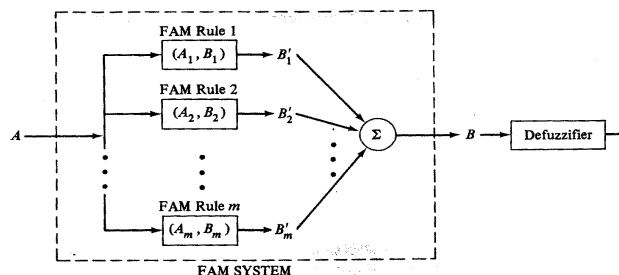 FAM Rule 1
(A₁, B₁)
B′₁
FAM Rule 2
(A₂, B₂)
B′₂
A
Σ
B
Defuzzifier
FAM Rule m
(Aₘ, Bₘ)
B′ₘ
FAM SYSTEM